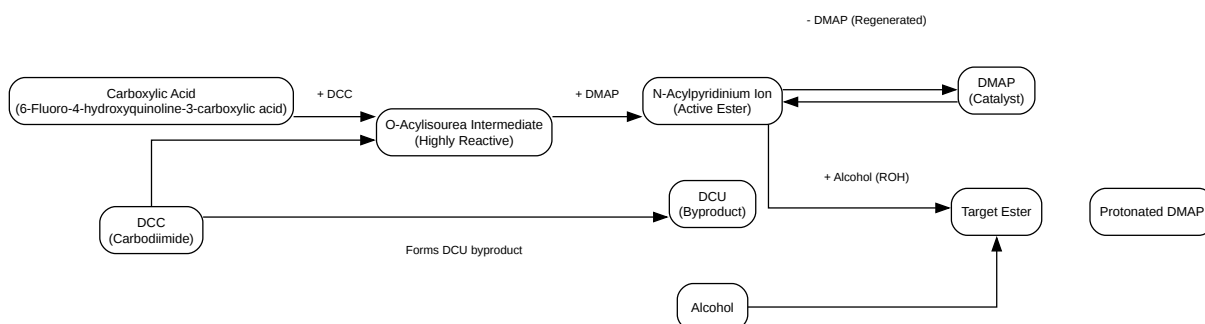 - DMAP (Regenerated)
Carboxylic Acid
(6-Fluoro-4-hydroxyquinoline-3-carboxylic acid)
+ DCC
O-Acylisourea Intermediate
(Highly Reactive)
+ DMAP
N-Acylpyridinium Ion
(Active Ester)
DMAP
(Catalyst)
+ Alcohol (ROH)
DCC
(Carbodiimide)
Forms DCU byproduct
DCU
(Byproduct)
Target Ester
Protonated DMAP
Alcohol